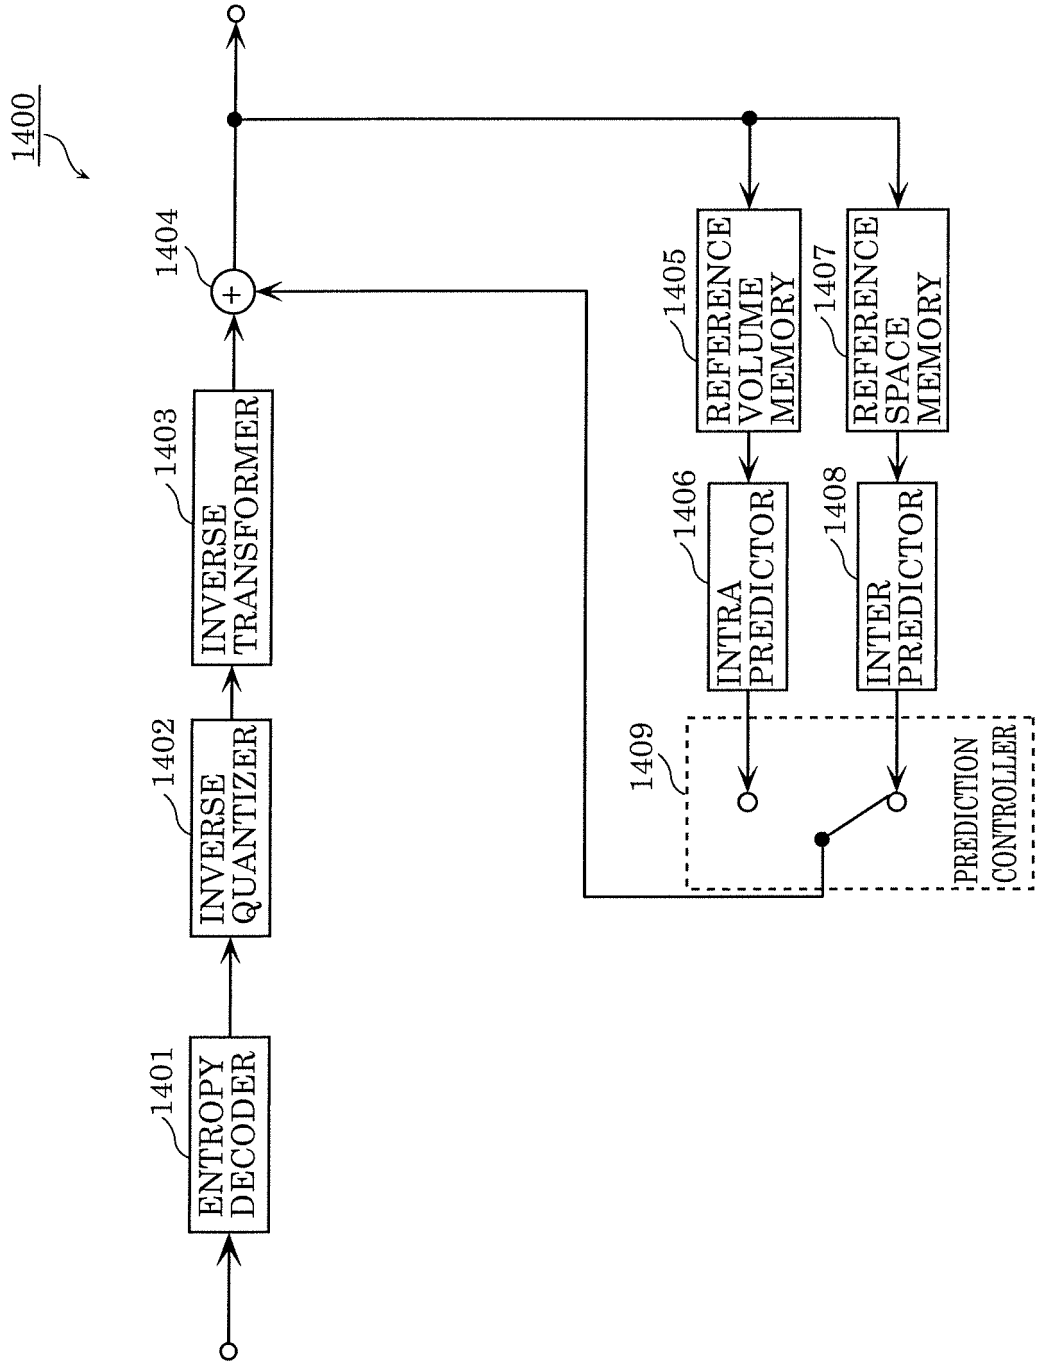 1400
1401
ENTROPY
DECODER
1402
INVERSE
QUANTIZER
1403
INVERSE
TRANSFORMER
1404
+
1409
PREDICTION
CONTROLLER
1406
INTRA
PREDICTOR
1405
REFERENCE
VOLUME
MEMORY
1408
INTER
PREDICTOR
1407
REFERENCE
SPACE
MEMORY